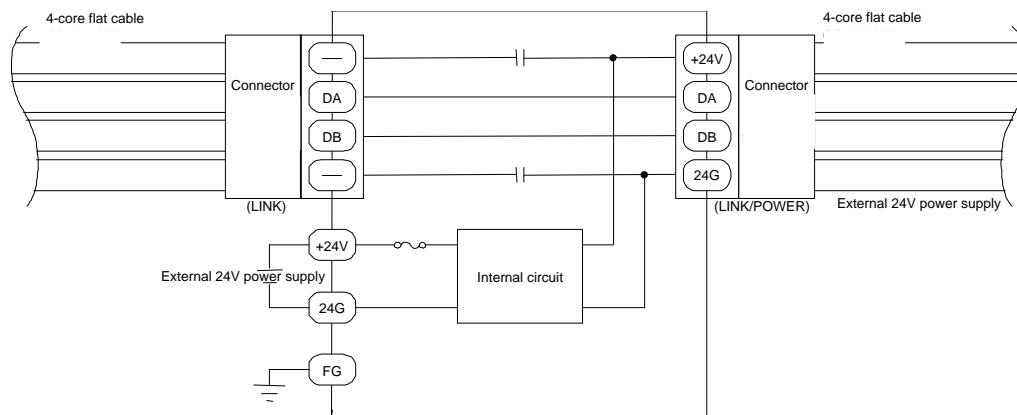 4-core flat cable
4-core flat cable
Connector
—
DA
DB
—
+24V
DA
DB
24G
Connector
(LINK)
(LINK/POWER)
External 24V power supply
+24V
External 24V power supply
Internal circuit
24G
FG